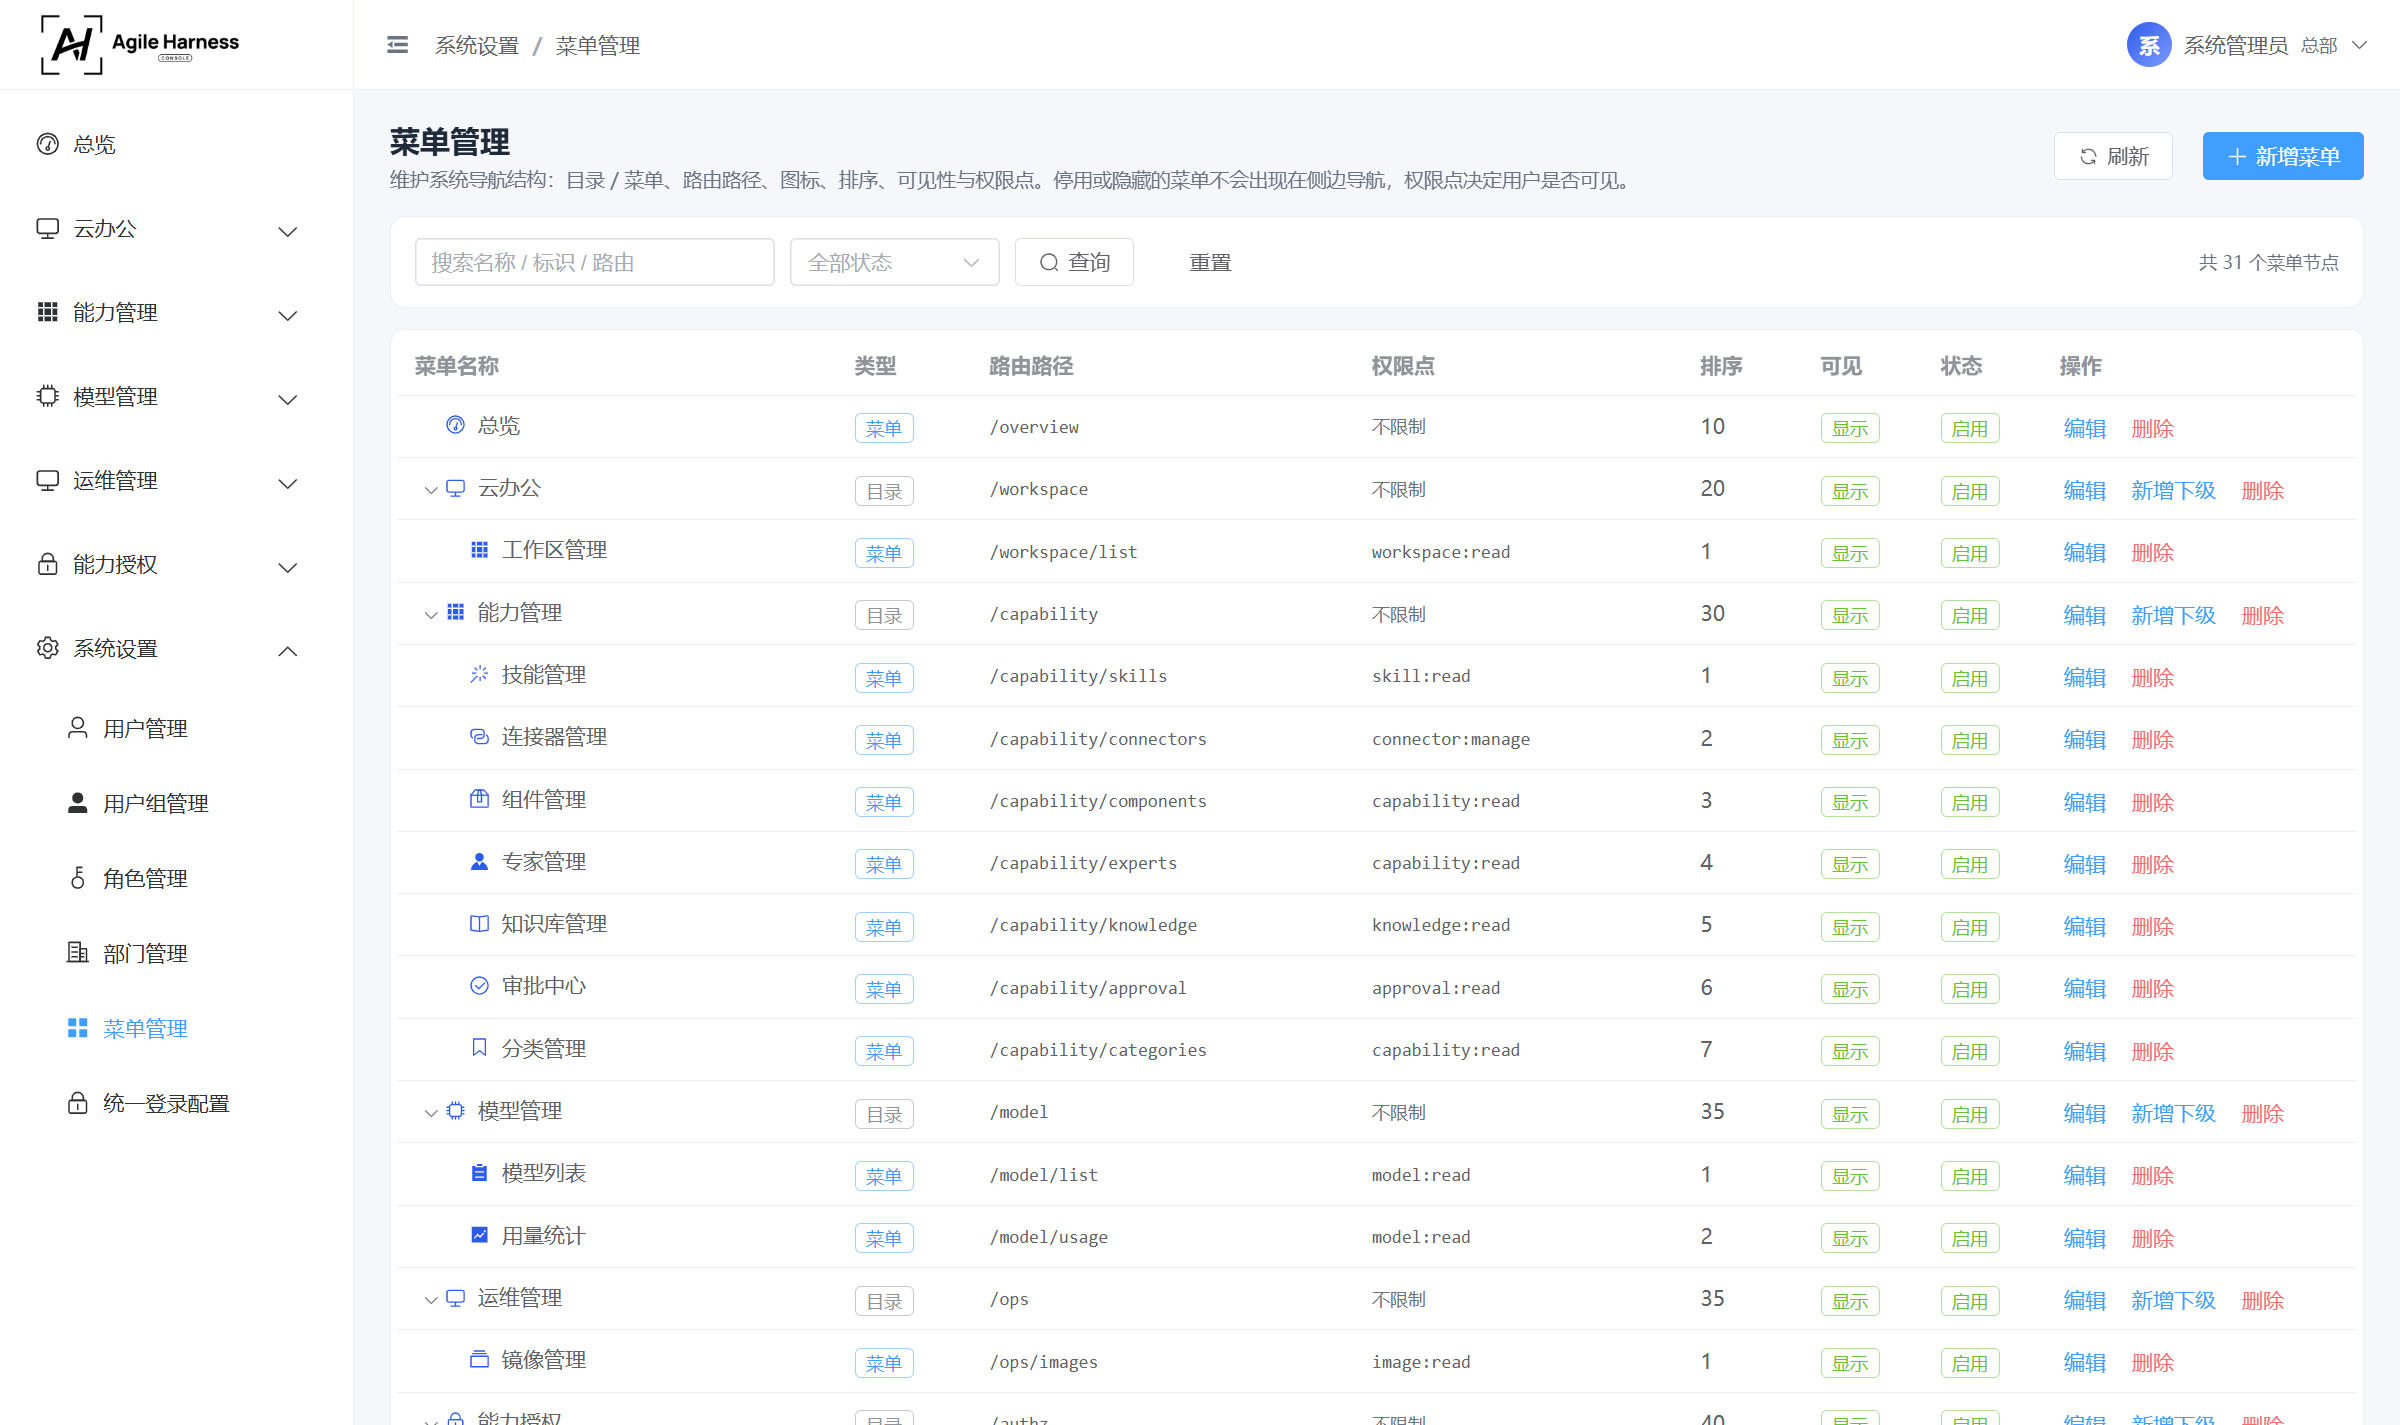 Agile Harness
CONSOLE
系统设置 / 菜单管理
系 系统管理员 总部
总览
云办公
能力管理
模型管理
运维管理
能力授权
系统设置
用户管理
用户组管理
角色管理
部门管理
菜单管理
统一登录配置
菜单管理
维护系统导航结构：目录 / 菜单、路由路径、图标、排序、可见性与权限点。停用或隐藏的菜单不会出现在侧边导航，权限点决定用户是否可见。
刷新 新增菜单
搜索名称 / 标识 / 路由 全部状态 查询 重置 共 31 个菜单节点
菜单名称 类型 路由路径 权限点 排序 可见 状态 操作
总览 菜单 /overview 不限制 10 显示 启用 编辑 删除
云办公 目录 /workspace 不限制 20 显示 启用 编辑 新增下级 删除
工作区管理 菜单 /workspace/list workspace:read 1 显示 启用 编辑 删除
能力管理 目录 /capability 不限制 30 显示 启用 编辑 新增下级 删除
技能管理 菜单 /capability/skills skill:read 1 显示 启用 编辑 删除
连接器管理 菜单 /capability/connectors connector:manage 2 显示 启用 编辑 删除
组件管理 菜单 /capability/components capability:read 3 显示 启用 编辑 删除
专家管理 菜单 /capability/experts capability:read 4 显示 启用 编辑 删除
知识库管理 菜单 /capability/knowledge knowledge:read 5 显示 启用 编辑 删除
审批中心 菜单 /capability/approval approval:read 6 显示 启用 编辑 删除
分类管理 菜单 /capability/categories capability:read 7 显示 启用 编辑 删除
模型管理 目录 /model 不限制 35 显示 启用 编辑 新增下级 删除
模型列表 菜单 /model/list model:read 1 显示 启用 编辑 删除
用量统计 菜单 /model/usage model:read 2 显示 启用 编辑 删除
运维管理 目录 /ops 不限制 35 显示 启用 编辑 新增下级 删除
镜像管理 菜单 /ops/images image:read 1 显示 启用 编辑 删除
能力授权 目录 /authz 不限制 40 显示 启用 编辑 新增下级 删除